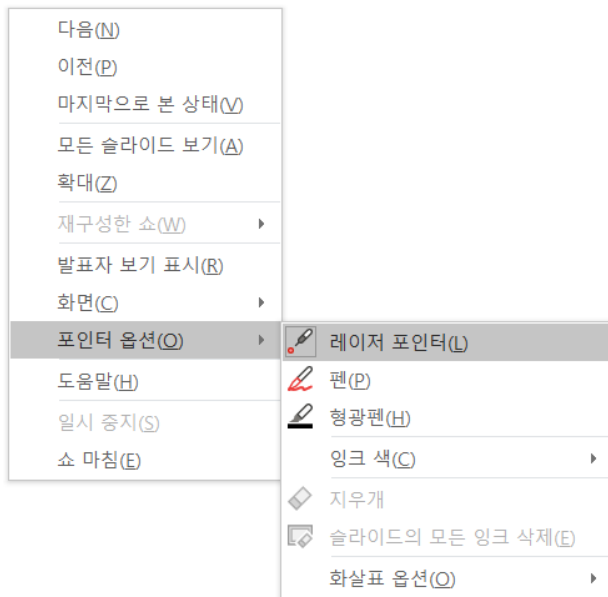 다음(N)
이전(P)
마지막으로 본 상태(V)
모든 슬라이드 보기(A)
확대(Z)
재구성한 쇼(W)
발표자 보기 표시(R)
화면(C)
포인터 옵션(O)
도움말(H)
일시 중지(S)
쇼 마침(E)
레이저 포인터(L)
펜(P)
형광펜(H)
잉크 색(C)
지우개
슬라이드의 모든 잉크 삭제(E)
화살표 옵션(O)